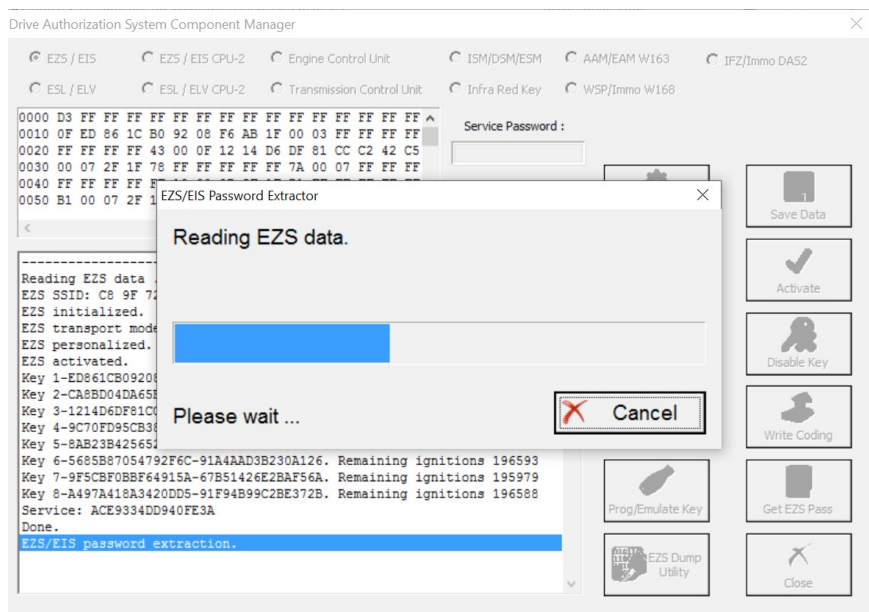 Drive Authorization System Component Manager
EZS / EIS
EZS / EIS CPU-2
Engine Control Unit
ISM/DSM/ESM
AAM/EAM W163
IFZ/Immo DAS2
ESL / ELV
ESL / ELV CPU-2
Transmission Control Unit
Infra Red Key
WSP/Immo W168
0000 D3 FF FF FF FF FF FF FF FF FF FF FF FF FF FF FF
0010 0F ED 86 1C B0 92 08 F6 AB 1F 00 03 FF FF FF FF
0020 FF FF FF FF 43 00 0F 12 14 D6 DF 81 CC C2 42 C5
0030 00 07 2F 1F 78 FF FF FF FF FF 7A 00 07 FF FF FF
0040 FF FF FF FF
0050 B1 00 07 2F
Service Password :
Save Data
Activate
Disable Key
Write Coding
Prog/Emulate Key
Get EZS Pass
EZS Dump
Utility
Close
EZS/EIS Password Extractor
Reading EZS data.
Please wait ...
Cancel
Reading EZS data
EZS SSID: C8 9F
EZS initialized.
EZS transport mode
EZS personalized.
EZS activated.
Key 1-ED861CB09208
Key 2-CA8BD04DA65
Key 3-1214D6DF81C
Key 4-9C70FD95CB3
Key 5-8AB23B425652
Key 6-5685B87054792F6C-91A4AAD3B230A126. Remaining ignitions 196593
Key 7-9F5CBF0BBF64915A-67B51426E2BAF56A. Remaining ignitions 195979
Key 8-A497A418A3420DD5-91F94B99C2BE372B. Remaining ignitions 196588
Service: ACE9334DD940FE3A
Done.
EZS/EIS password extraction.